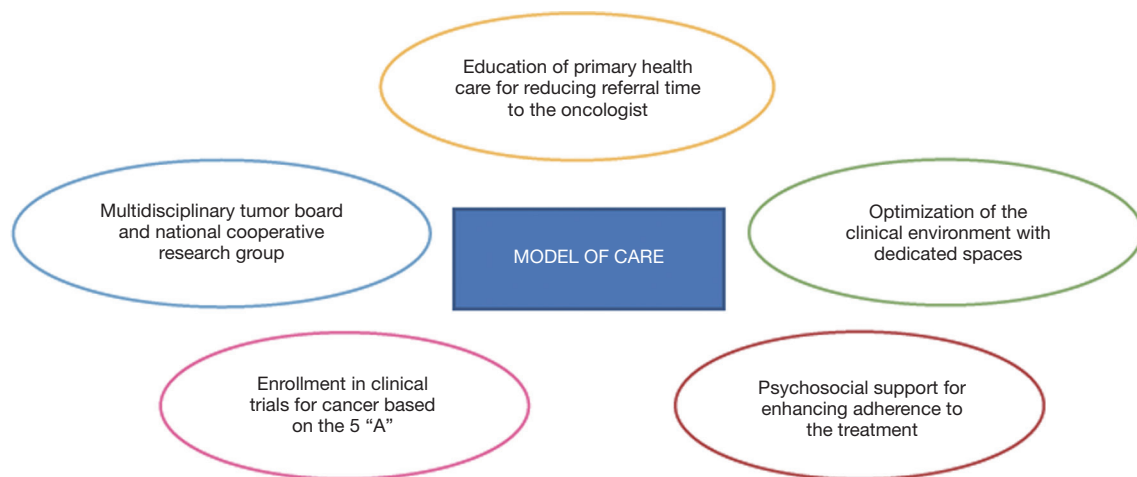 Education of primary health
care for reducing referral time
to the oncologist
Multidisciplinary tumor board
and national cooperative
research group
MODEL OF CARE
Optimization of the
clinical environment with
dedicated spaces
Enrollment in clinical
trials for cancer based
on the 5 “A”
Psychosocial support for
enhancing adherence to
the treatment